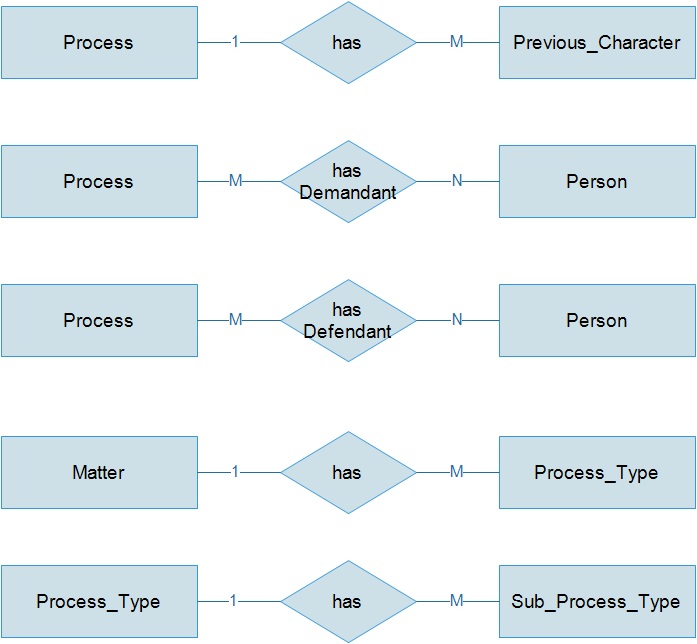 Process 1 has M Previous_Character
Process M has Demandant N Person
Process M has Defendant N Person
Matter 1 has M Process_Type
Process_Type 1 has M Sub_Process_Type